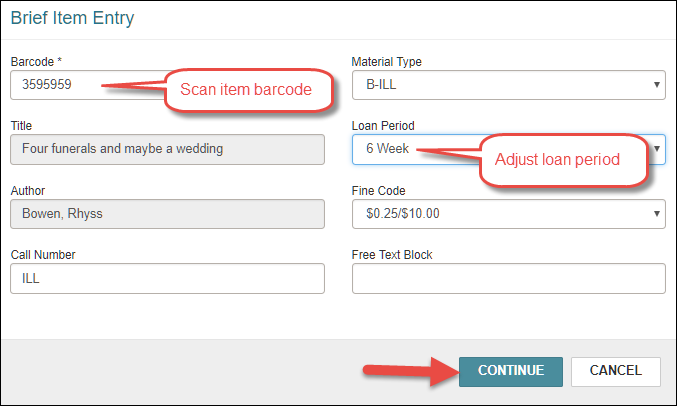 Brief Item Entry
Barcode *
Material Type
3595959
Scan item barcode
B-ILL
Title
Loan Period
Four funerals and maybe a wedding
6 Week
Adjust loan period
Author
Fine Code
Bowen, Rhyss
$0.25/$10.00
Call Number
Free Text Block
ILL
CONTINUE
CANCEL